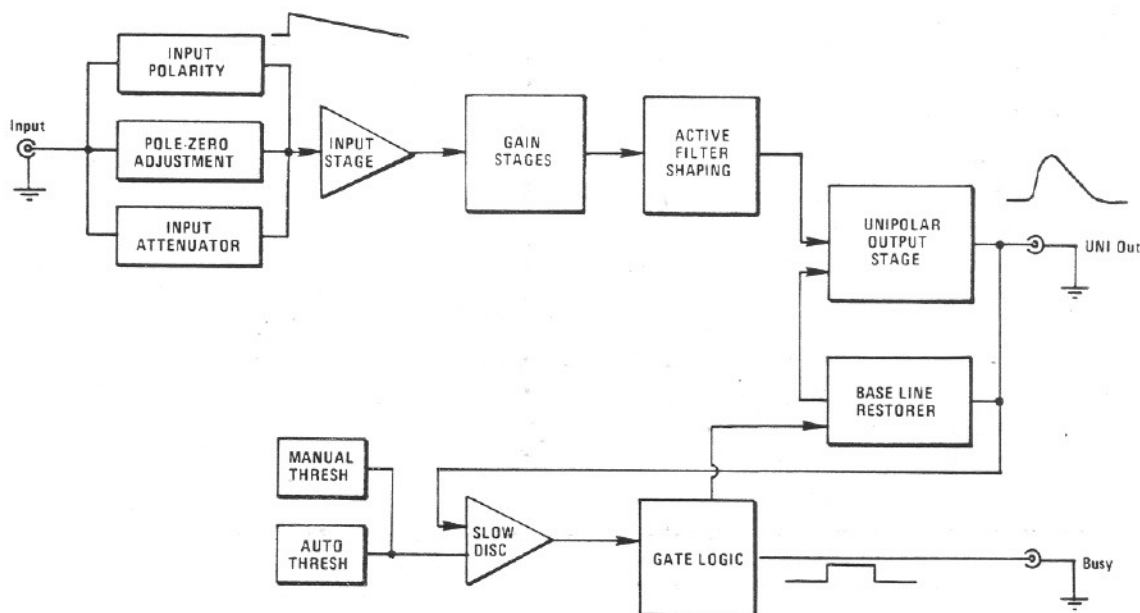 INPUT
POLARITY
Input
POLE-ZERO
ADJUSTMENT
INPUT
STAGE
GAIN
STAGES
ACTIVE
FILTER
SHAPING
INPUT
ATTENUATOR
UNIPOLAR
OUTPUT
STAGE
UNI Out
BASE LINE
RESTORER
MANUAL
THRESH
AUTO
THRESH
SLOW
DISC
GATE LOGIC
Busy